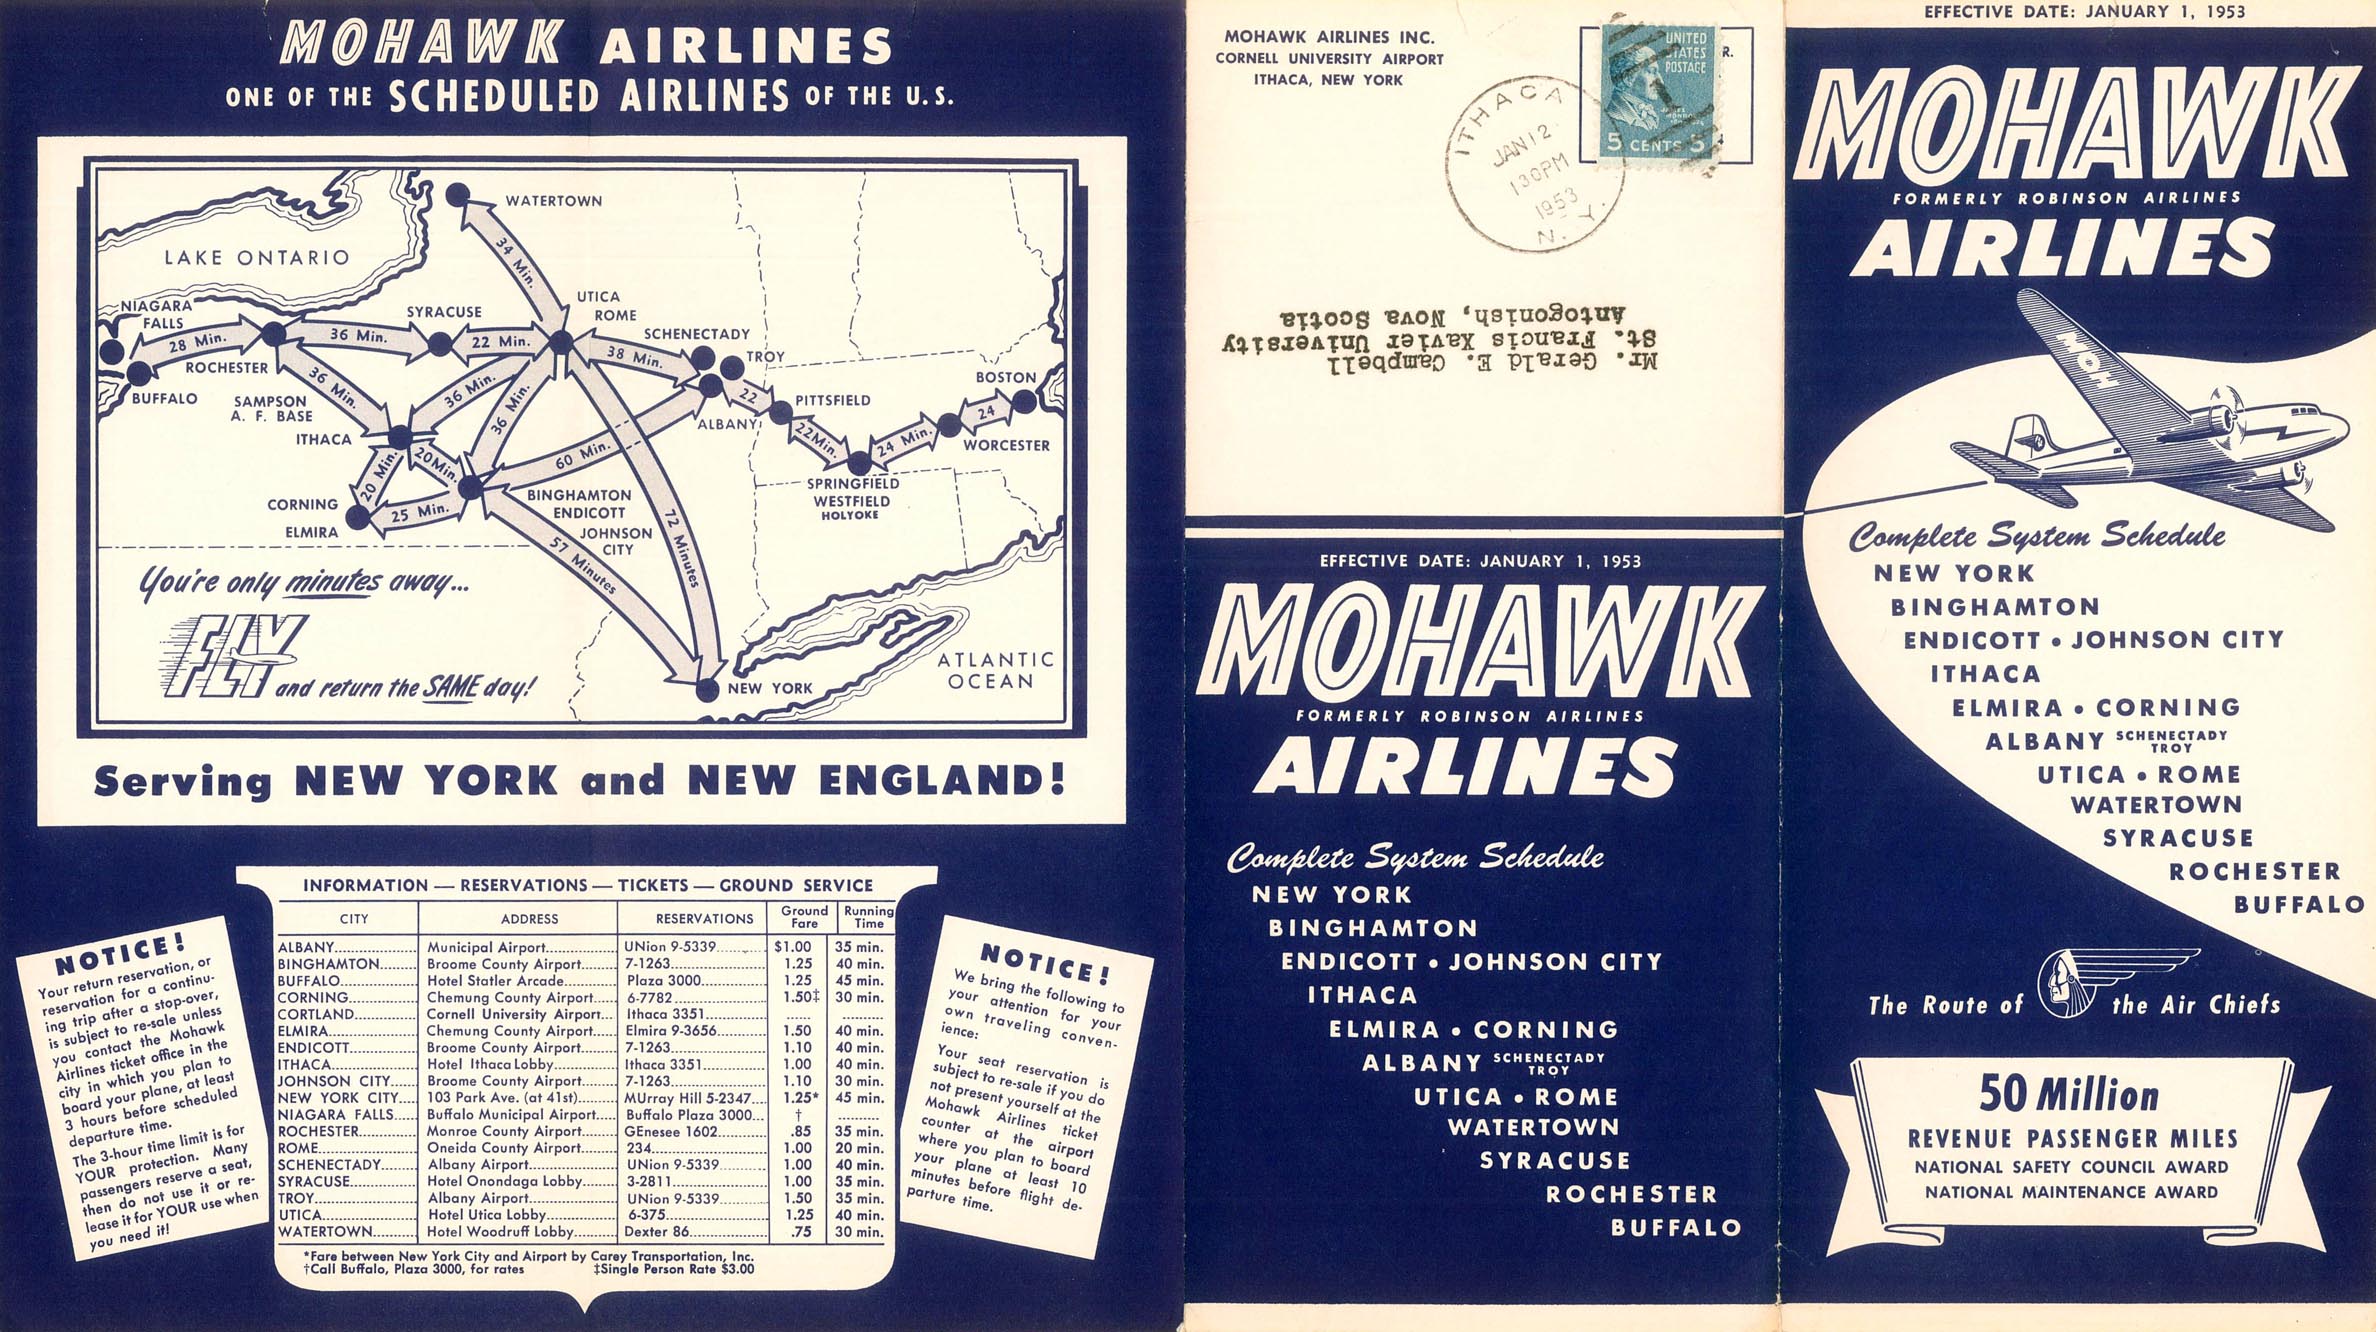 MOHAWK AIRLINES
ONE OF THE SCHEDULED AIRLINES OF THE U.S.
WATERTOWN
LAKE ONTARIO
34 Min.
NIAGARA
FALLS
SYRACUSE
UTICA
ROME
SCHENECTADY
TROY
28 Min.
36 Min.
22 Min.
38 Min.
ROCHESTER
BUFFALO
36 Min.
36 Min.
36 Min.
22
BOSTON
24
PITTSFIELD
SAMPSON
A. F. BASE
ITHACA
ALBANY
22Min.
24 Min.
WORCESTER
20 Min.
20Min.
60 Min.
SPRINGFIELD
WESTFIELD
HOLYOKE
CORNING
ELMIRA
25 Min.
BINGHAMTON
ENDICOTT
JOHNSON
CITY
57 Minutes
72 Minutes
You're only minutes away...
FLY
and return the SAME day!
NEW YORK
ATLANTIC
OCEAN
Serving NEW YORK and NEW ENGLAND!
NOTICE!
Your return reservation, or
reservation for a continu-
ing trip after a stop-over,
is subject to re-sale unless
you contact the Mohawk
Airlines ticket office in the
city in which you plan to
board your plane, at least
3 hours before scheduled
departure time.
The 3-hour time limit is for
YOUR protection. Many
passengers reserve a seat,
then do not use it or re-
lease it for YOUR use when
you need it!
INFORMATION — RESERVATIONS — TICKETS — GROUND SERVICE
CITY ADDRESS RESERVATIONS Ground Fare Running Time
ALBANY Municipal Airport UNion 9-5339 $1.00 35 min.
BINGHAMTON Broome County Airport 7-1263 1.25 40 min.
BUFFALO Hotel Statler Arcade Plaza 3000 1.25 45 min.
CORNING Chemung County Airport 6-7782 1.50‡ 30 min.
CORTLAND Cornell University Airport Ithaca 3351 ..... .........
ELMIRA Chemung County Airport Elmira 9-3656 1.50 40 min.
ENDICOTT Broome County Airport 7-1263 1.10 40 min.
ITHACA Hotel Ithaca Lobby Ithaca 3351 1.00 40 min.
JOHNSON CITY Broome County Airport 7-1263 1.10 30 min.
NEW YORK CITY 103 Park Ave. (at 41st) MUrray Hill 5-2347 1.25* 45 min.
NIAGARA FALLS Buffalo Municipal Airport Buffalo Plaza 3000 † .........
ROCHESTER Monroe County Airport GEnesee 1602 .85 35 min.
ROME Oneida County Airport 234 1.00 20 min.
SCHENECTADY Albany Airport UNion 9-5339 1.00 40 min.
SYRACUSE Hotel Onondaga Lobby 3-2811 1.00 35 min.
TROY Albany Airport UNion 9-5339 1.50 35 min.
UTICA Hotel Utica Lobby 6-375 1.25 40 min.
WATERTOWN Hotel Woodruff Lobby Dexter 86 .75 30 min.
*Fare between New York City and Airport by Carey Transportation, Inc.
†Call Buffalo, Plaza 3000, for rates ‡Single Person Rate $3.00
NOTICE!
We bring the following to
your attention for your
own traveling conven-
ience:
Your seat reservation is
subject to re-sale if you do
not present yourself at the
Mohawk Airlines ticket
counter at the airport
where you plan to board
your plane at least 10
minutes before flight de-
parture time.
MOHAWK AIRLINES INC.
CORNELL UNIVERSITY AIRPORT
ITHACA, NEW YORK
UNITED
STATES
POSTAGE
5 CENTS 5
R.
ITHACA
JAN 12
1 30 PM
1953
N. Y.
Mr. Gerald E. Campbell
St. Francis Xavier University
Antogonish, Nova Scotia
EFFECTIVE DATE: JANUARY 1, 1953
MOHAWK
FORMERLY ROBINSON AIRLINES
AIRLINES
Complete System Schedule
NEW YORK
BINGHAMTON
ENDICOTT • JOHNSON CITY
ITHACA
ELMIRA • CORNING
ALBANY SCHENECTADY TROY
UTICA • ROME
WATERTOWN
SYRACUSE
ROCHESTER
BUFFALO
EFFECTIVE DATE: JANUARY 1, 1953
MOHAWK
FORMERLY ROBINSON AIRLINES
AIRLINES
MOH
Complete System Schedule
NEW YORK
BINGHAMTON
ENDICOTT • JOHNSON CITY
ITHACA
ELMIRA • CORNING
ALBANY SCHENECTADY TROY
UTICA • ROME
WATERTOWN
SYRACUSE
ROCHESTER
BUFFALO
The Route of the Air Chiefs
50 Million
REVENUE PASSENGER MILES
NATIONAL SAFETY COUNCIL AWARD
NATIONAL MAINTENANCE AWARD